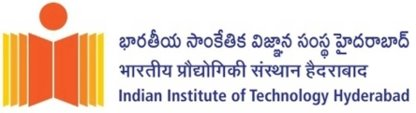 భారతీయ సాంకేతిక విజ్ఞాన సంస్థ హైదరాబాద్
भारतीय प्रौद्योगिकी संस्थान हैदराबाद
Indian Institute of Technology Hyderabad